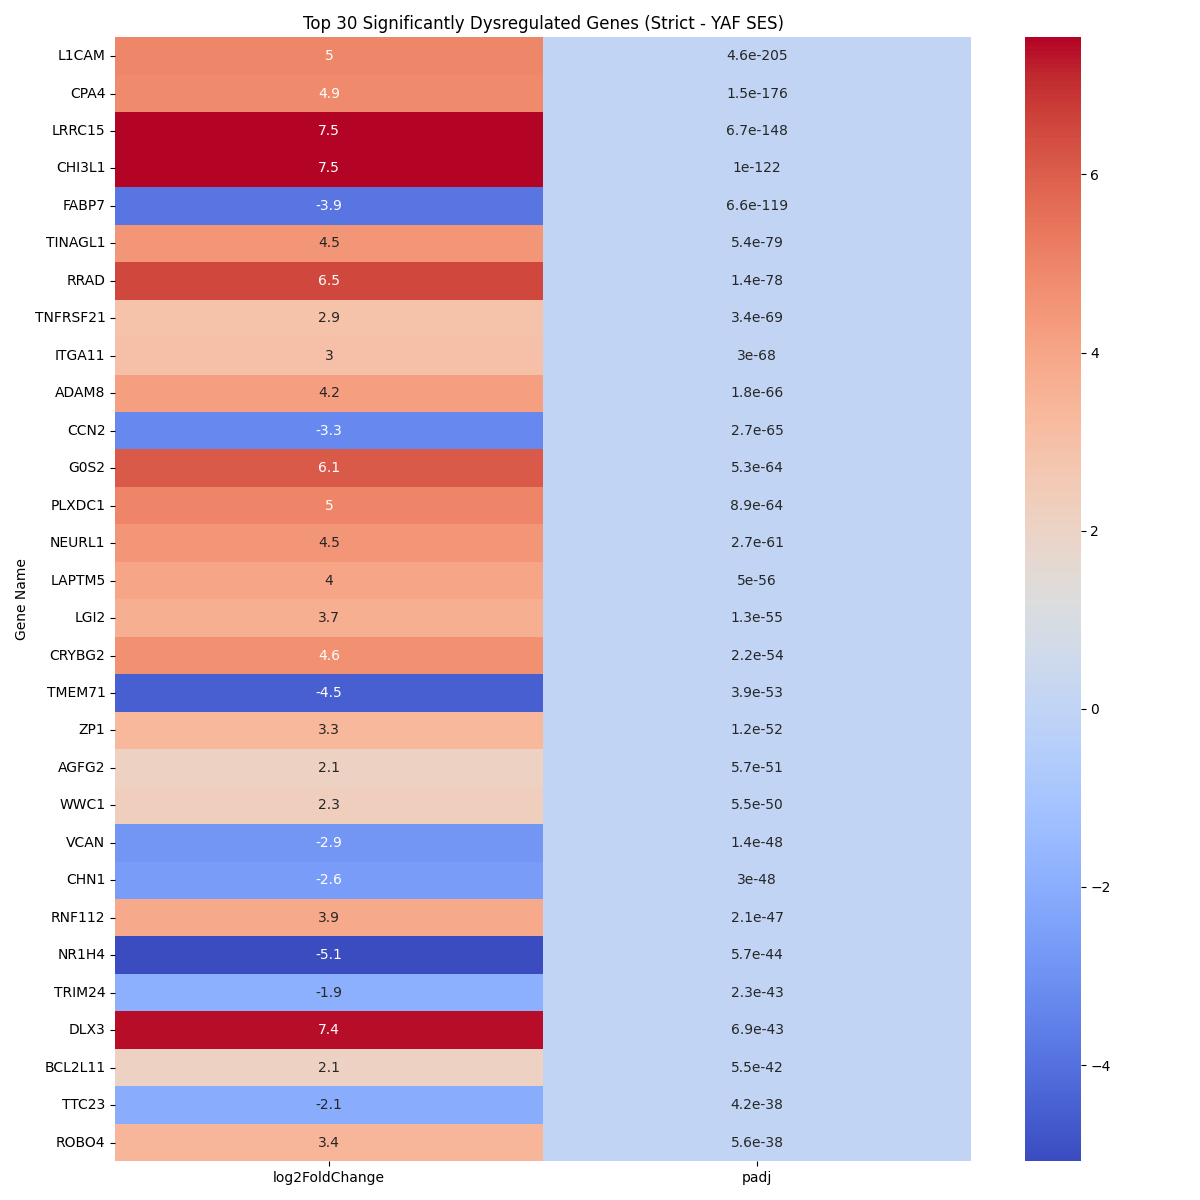 Top 30 Significantly Dysregulated Genes (Strict - YAF SES)
Gene Name
L1CAM 5 4.6e-205
CPA4 4.9 1.5e-176
LRRC15 7.5 6.7e-148
CHI3L1 7.5 1e-122
FABP7 -3.9 6.6e-119
TINAGL1 4.5 5.4e-79
RRAD 6.5 1.4e-78
TNFRSF21 2.9 3.4e-69
ITGA11 3 3e-68
ADAM8 4.2 1.8e-66
CCN2 -3.3 2.7e-65
G0S2 6.1 5.3e-64
PLXDC1 5 8.9e-64
NEURL1 4.5 2.7e-61
LAPTM5 4 5e-56
LGI2 3.7 1.3e-55
CRYBG2 4.6 2.2e-54
TMEM71 -4.5 3.9e-53
ZP1 3.3 1.2e-52
AGFG2 2.1 5.7e-51
WWC1 2.3 5.5e-50
VCAN -2.9 1.4e-48
CHN1 -2.6 3e-48
RNF112 3.9 2.1e-47
NR1H4 -5.1 5.7e-44
TRIM24 -1.9 2.3e-43
DLX3 7.4 6.9e-43
BCL2L11 2.1 5.5e-42
TTC23 -2.1 4.2e-38
ROBO4 3.4 5.6e-38
log2FoldChange padj
6
4
2
0
−2
−4